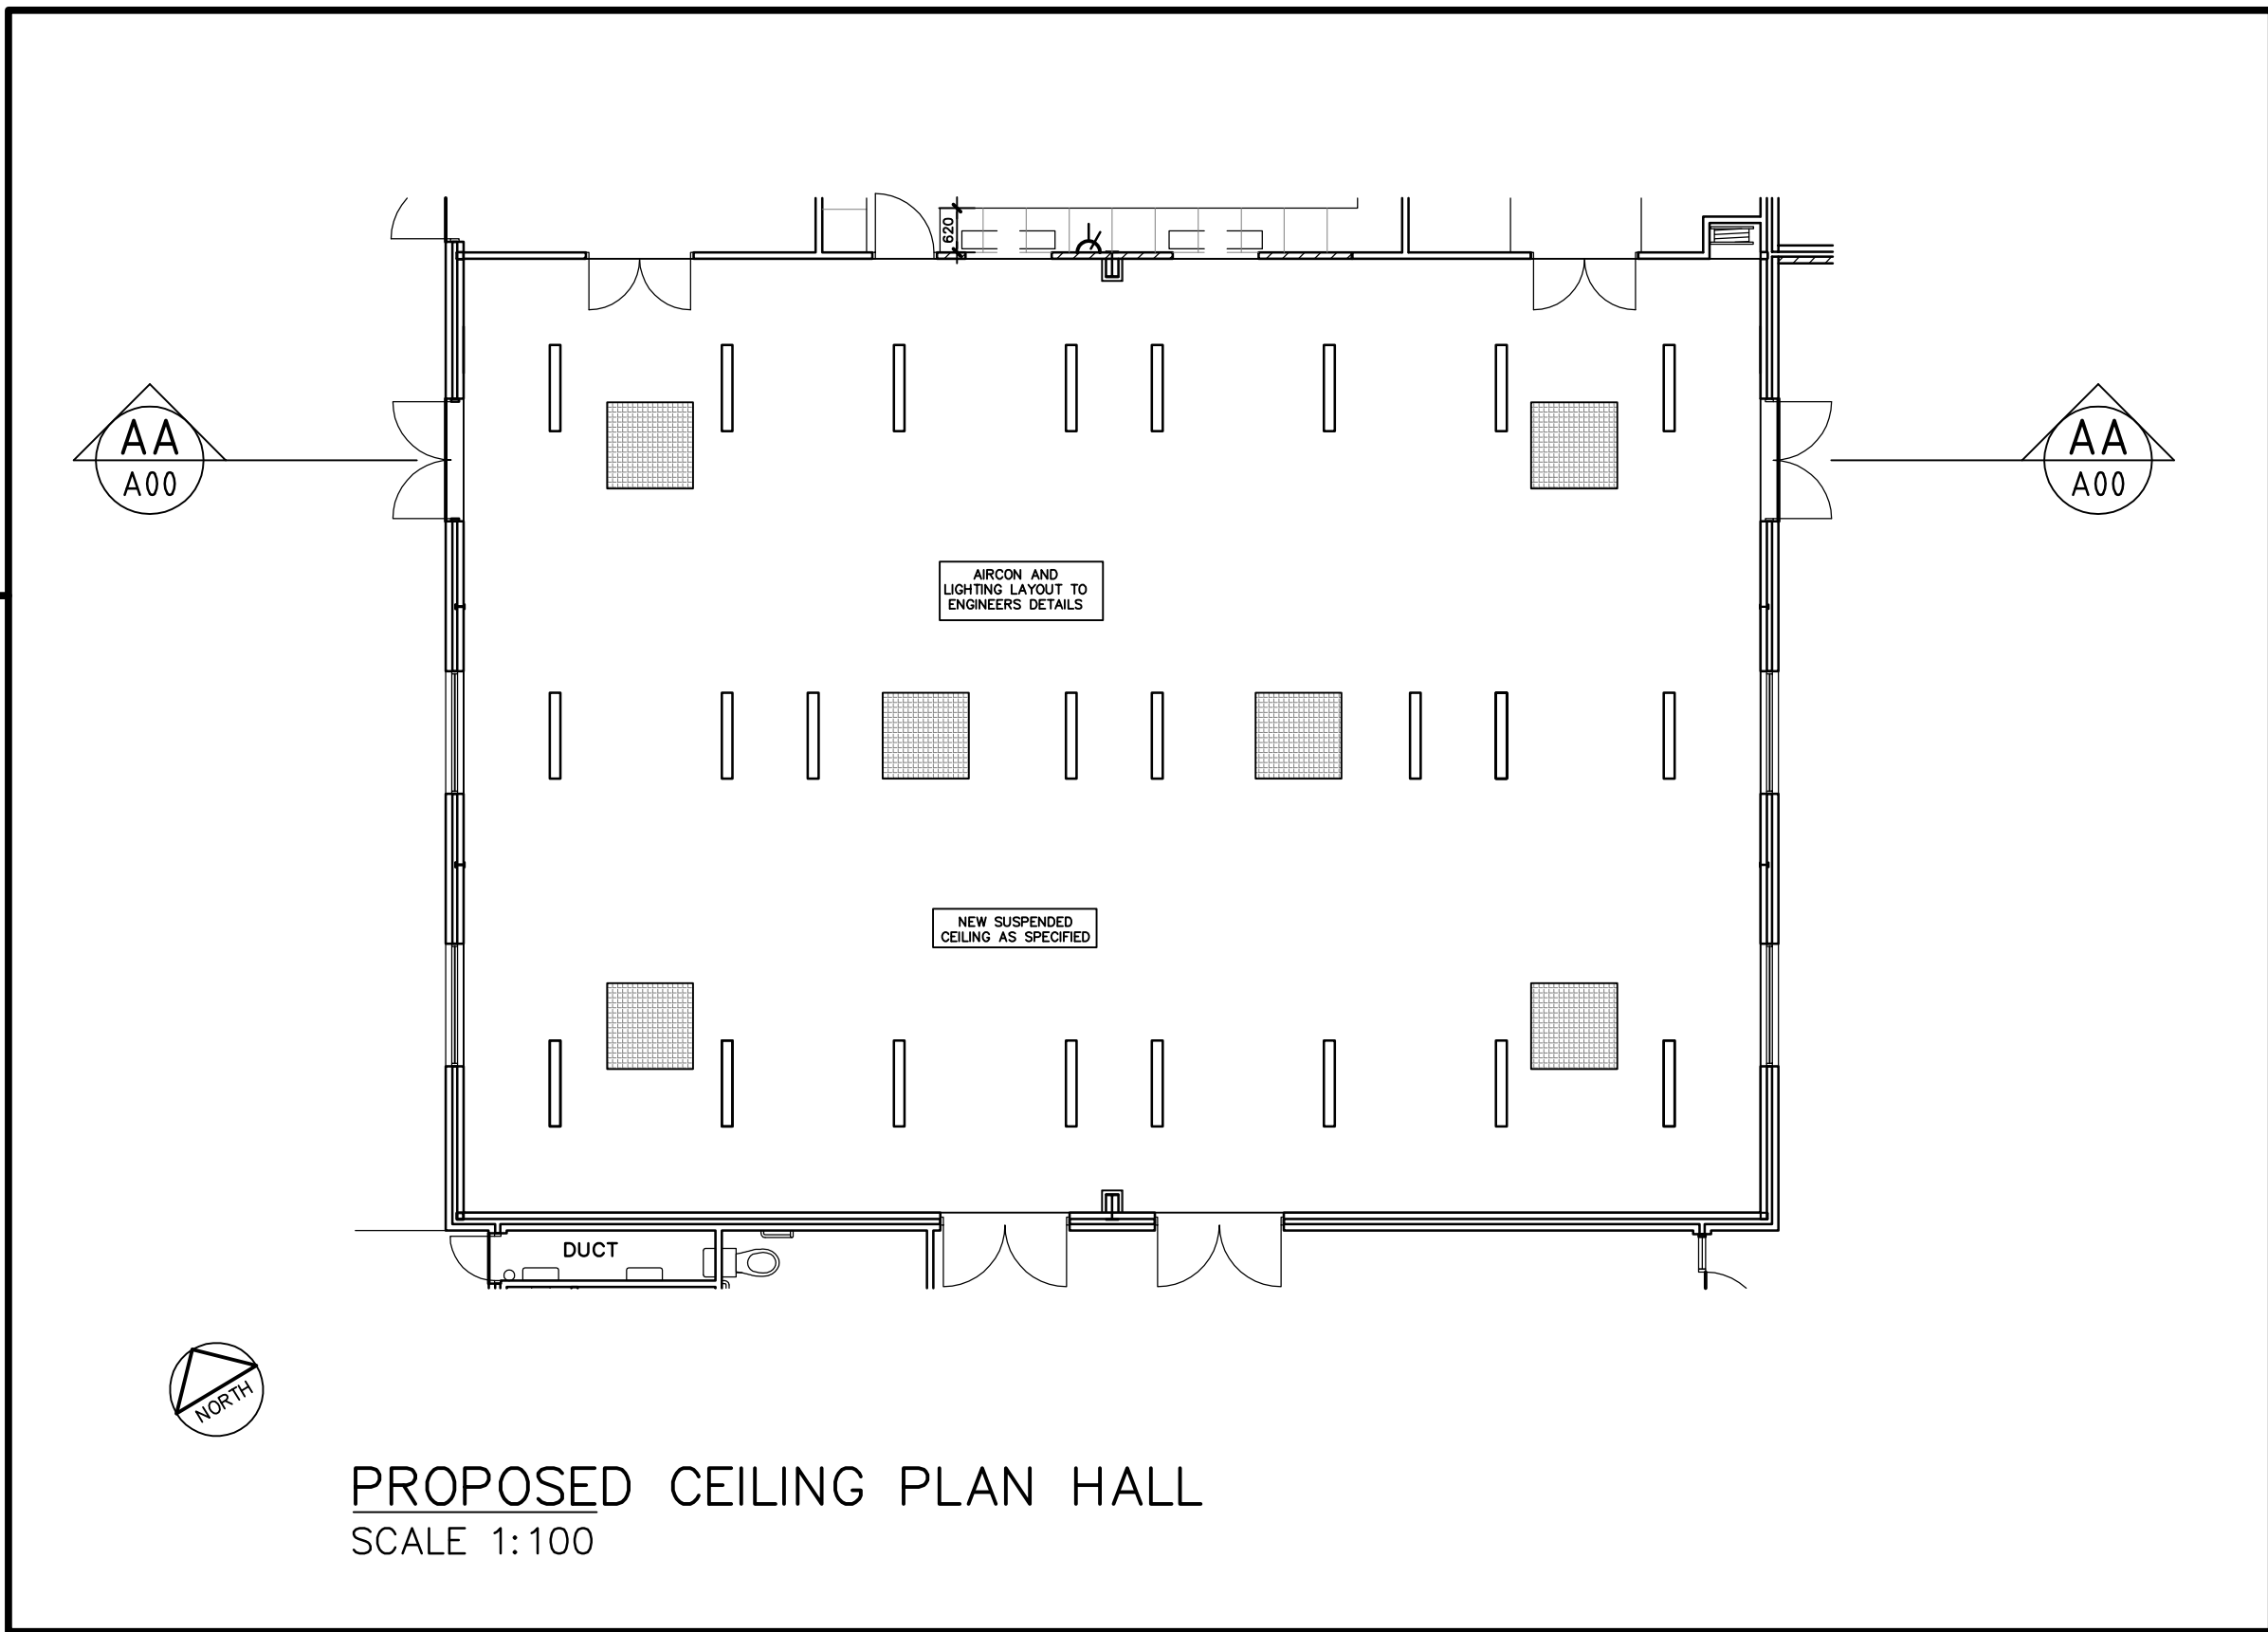 620
AA
A00
AA
A00
AIRCON AND
LIGHTING LAYOUT TO
ENGINEERS DETAILS
NEW SUSPENDED
CEILING AS SPECIFIED
DUCT
NORTH
PROPOSED CEILING PLAN HALL
SCALE 1:100